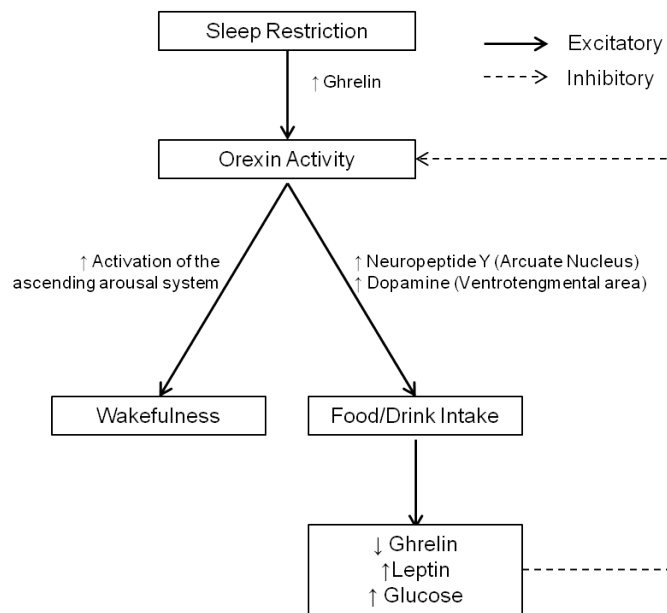 Sleep Restriction
Excitatory
Inhibitory
↑ Ghrelin
Orexin Activity
↑ Activation of the
ascending arousal system
↑ Neuropeptide Y (Arcuate Nucleus)
↑ Dopamine (Ventrotengmental area)
Wakefulness
Food/Drink Intake
↓ Ghrelin
↑Leptin
↑ Glucose